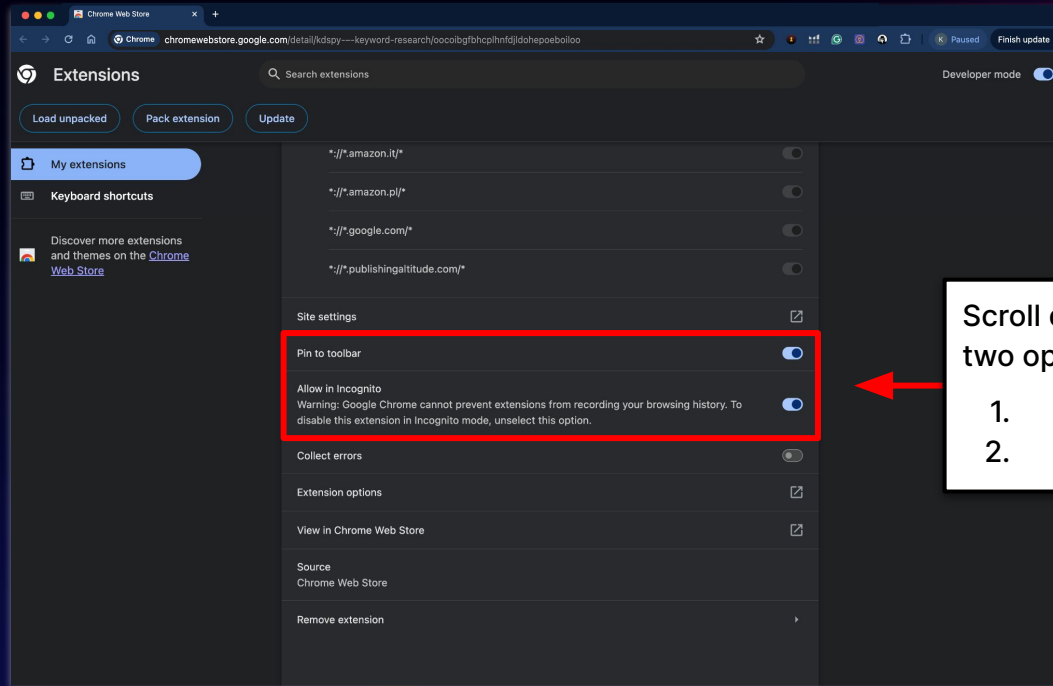 Chrome Web Store
Chrome chromewebstore.google.com/detail/kdspy---keyword-research/oocoibgfbhcplhnfdjldohepoeboiloo
K Paused Finish update
Extensions
Search extensions
Developer mode
Load unpacked Pack extension Update
My extensions
Keyboard shortcuts
Discover more extensions
and themes on the Chrome
Web Store
*://*.amazon.it/*
*://*.amazon.pl/*
*://*.google.com/*
*://*.publishingaltitude.com/*
Site settings
Pin to toolbar
Allow in Incognito
Warning: Google Chrome cannot prevent extensions from recording your browsing history. To
disable this extension in Incognito mode, unselect this option.
Collect errors
Extension options
View in Chrome Web Store
Source
Chrome Web Store
Remove extension
Scroll
two op
1.
2.